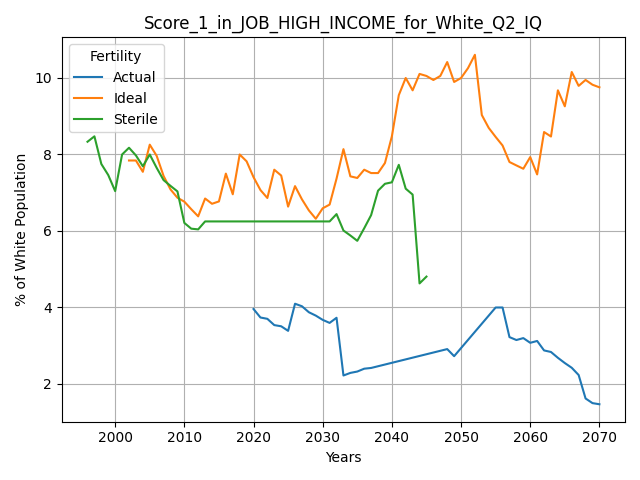 Score_1_in_JOB_HIGH_INCOME_for_White_Q2_IQ
Fertility
Actual
Ideal
Sterile
% of White Population
10
8
6
4
2
2000 2010 2020 2030 2040 2050 2060 2070
Years